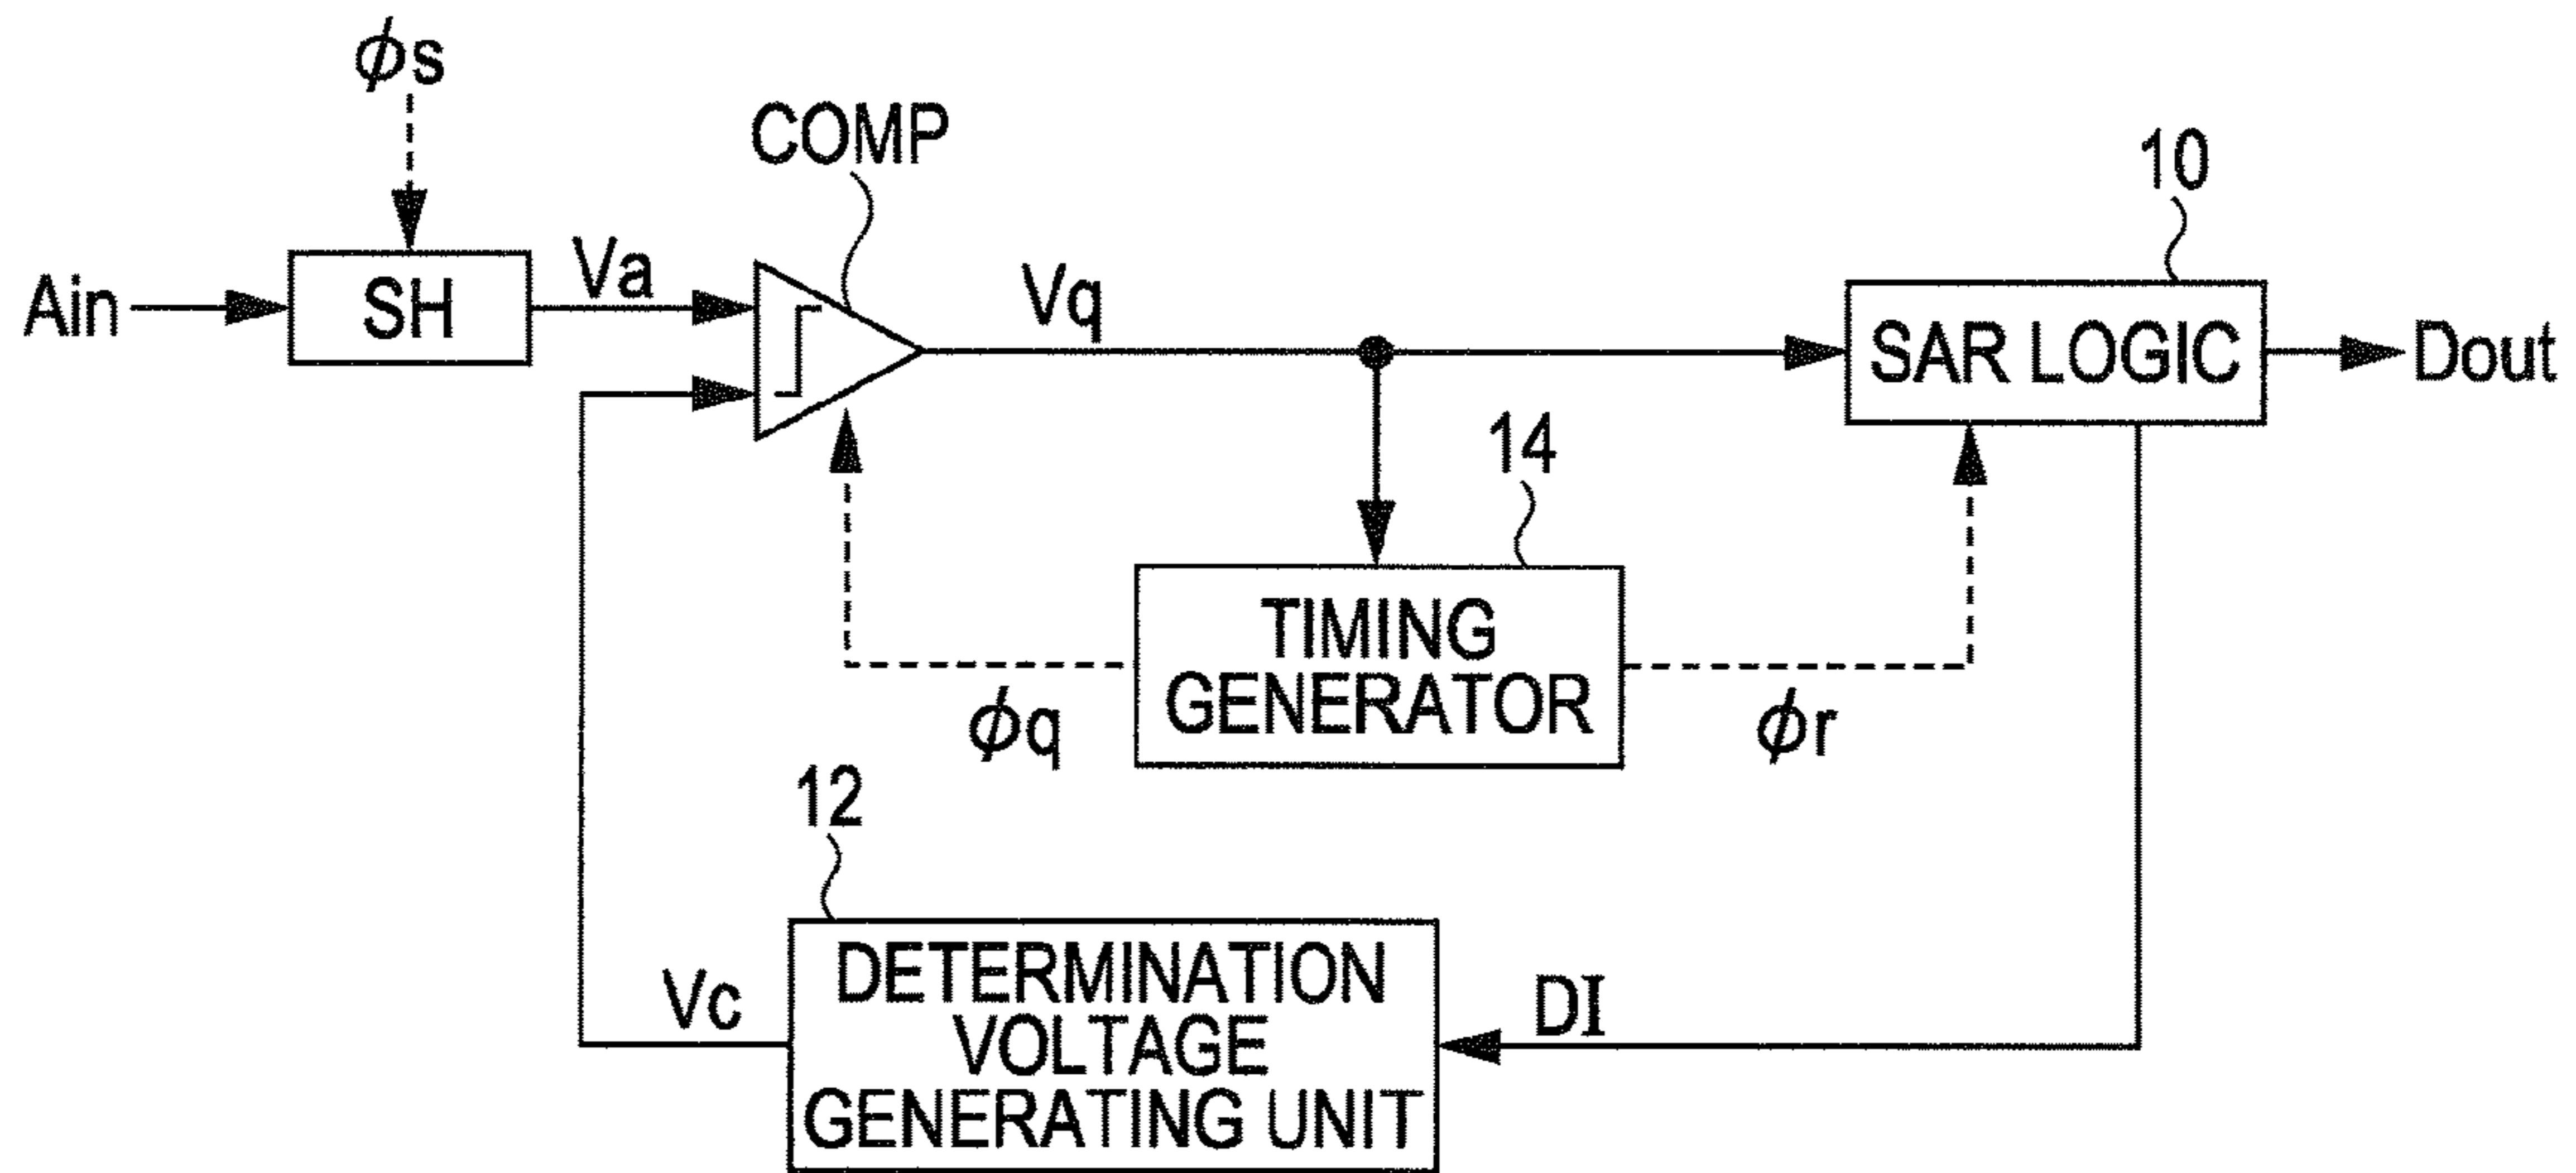 ϕs
COMP
10
Ain
SH
Va
Vq
SAR LOGIC
Dout
14
TIMING
GENERATOR
ϕq
ϕr
12
DETERMINATION
VOLTAGE
GENERATING UNIT
Vc
DI